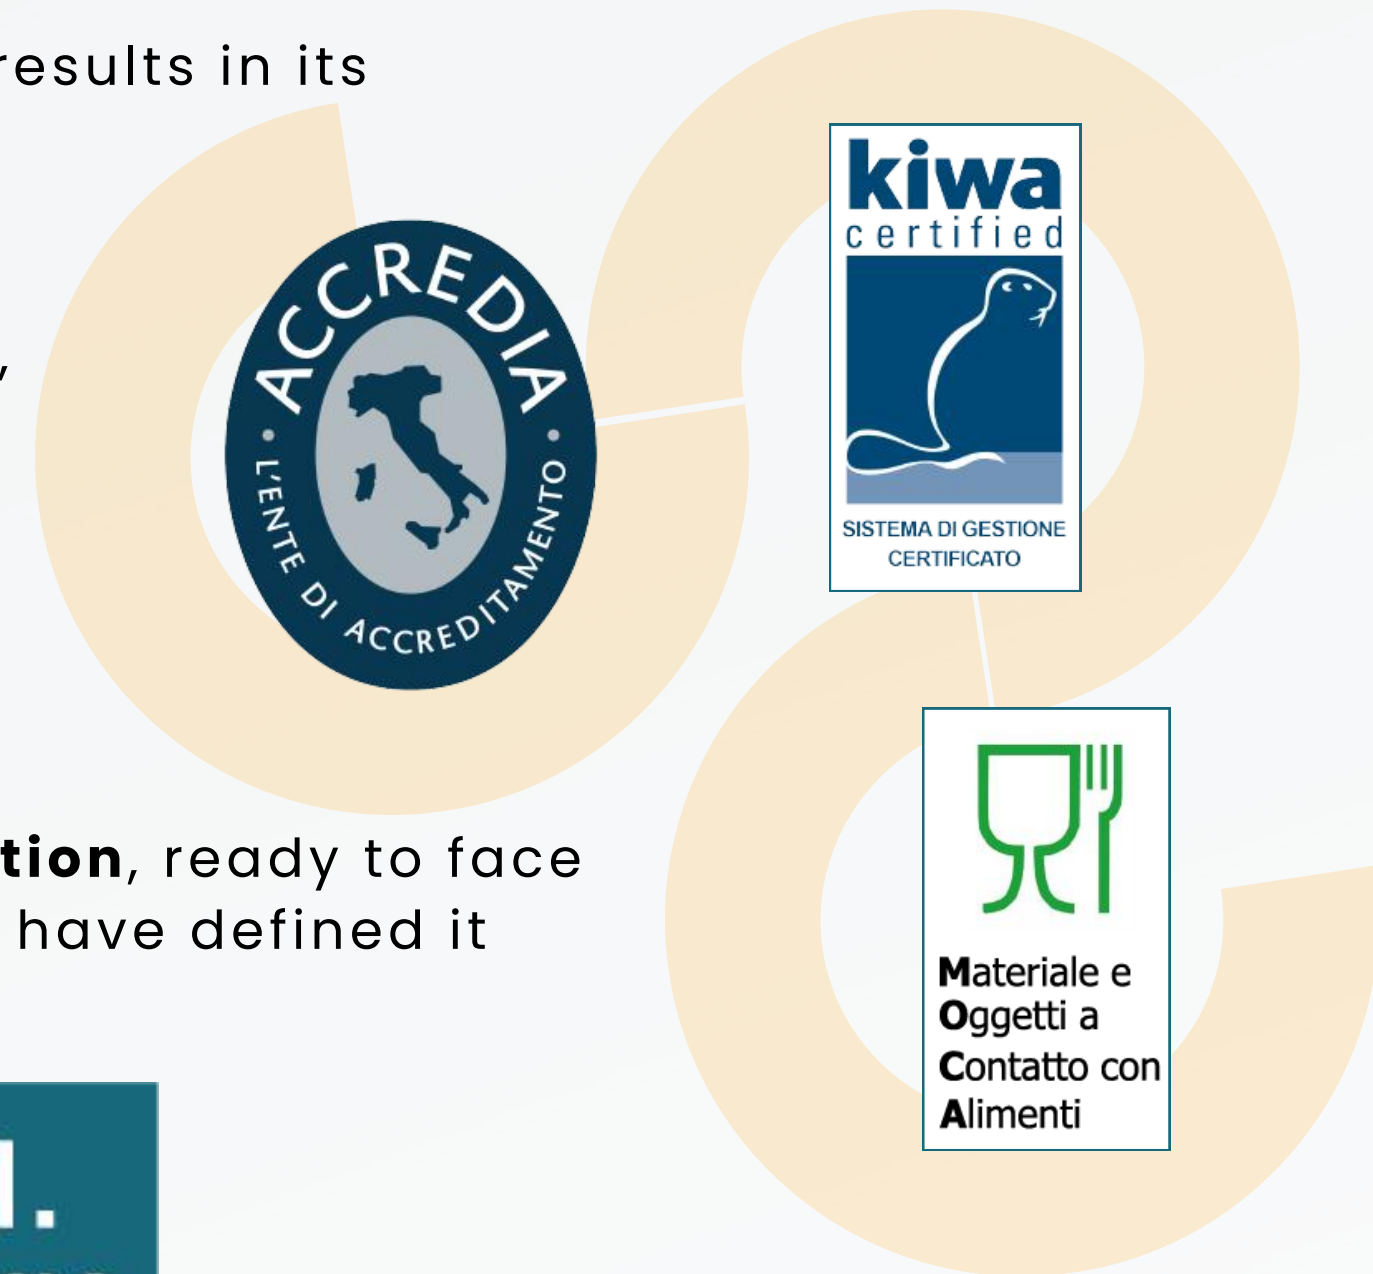 results in its
ACCREDIA
L'ENTE DI ACCREDITAMENTO
kiwa
certified
SISTEMA DI GESTIONE
CERTIFICATO
,
tion, ready to face
have defined it
Materiale e
Oggetti a
Contatto con
Alimenti